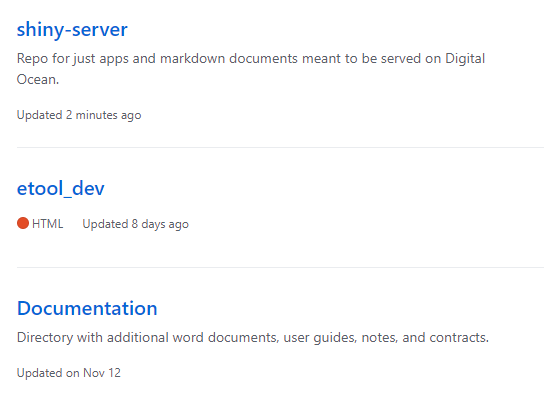 shiny-server
Repo for just apps and markdown documents meant to be served on Digital
Ocean.
Updated 2 minutes ago
etool_dev
HTML Updated 8 days ago
Documentation
Directory with additional word documents, user guides, notes, and contracts.
Updated on Nov 12